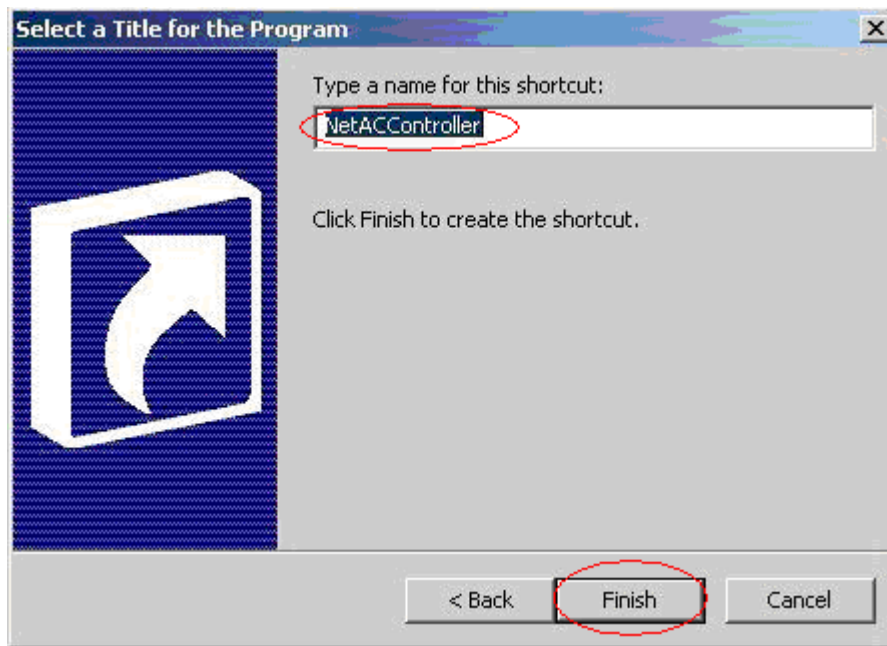 Select a Title for the Program
Type a name for this shortcut:
NetACController
Click Finish to create the shortcut.
< Back Finish Cancel